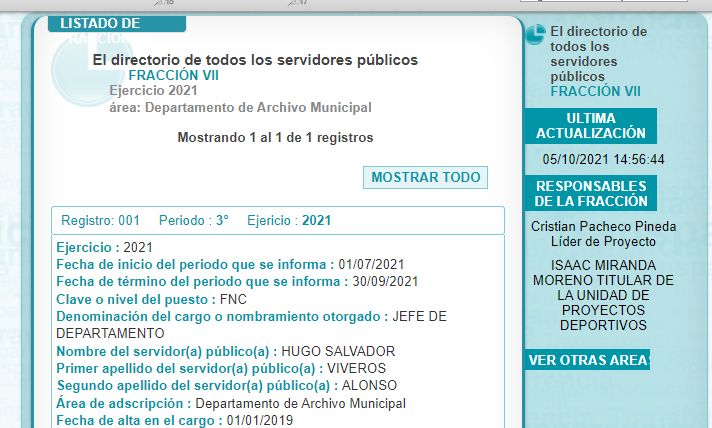 15
17
LISTADO DE
FRACCIÓN
El directorio de todos los servidores públicos
FRACCIÓN VII
Ejercicio 2021
área: Departamento de Archivo Municipal
Mostrando 1 al 1 de 1 registros
MOSTRAR TODO
Registro: 001 Periodo : 3° Ejericio : 2021
Ejercicio : 2021
Fecha de inicio del periodo que se informa : 01/07/2021
Fecha de término del periodo que se informa : 30/09/2021
Clave o nivel del puesto : FNC
Denominación del cargo o nombramiento otorgado : JEFE DE
DEPARTAMENTO
Nombre del servidor(a) público(a) : HUGO SALVADOR
Primer apellido del servidor(a) público(a) : VIVEROS
Segundo apellido del servidor(a) público(a) : ALONSO
Área de adscripción : Departamento de Archivo Municipal
Fecha de alta en el cargo : 01/01/2019
El directorio de
todos los
servidores
públicos
FRACCIÓN VII
ULTIMA
ACTUALIZACIÓN
05/10/2021 14:56:44
RESPONSABLES
DE LA FRACCIÓN
Cristian Pacheco Pineda
Líder de Proyecto
ISAAC MIRANDA
MORENO TITULAR DE
LA UNIDAD DE
PROYECTOS
DEPORTIVOS
VER OTRAS AREAS